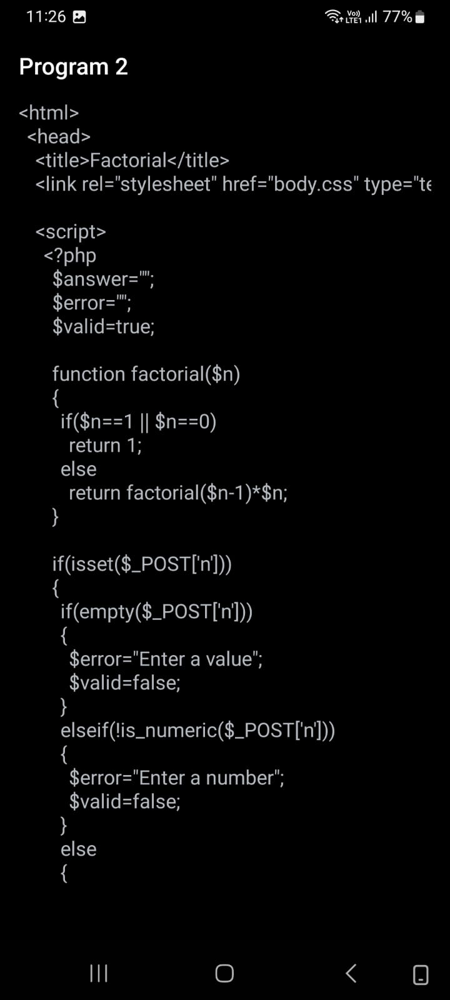 11:26 Vo)) LTE1 77%
Program 2
<html>
<head>
<title>Factorial</title>
<link rel="stylesheet" href="body.css" type="te
<script>
<?php
$answer="";
$error="";
$valid=true;
function factorial($n)
{
if($n==1 || $n==0)
return 1;
else
return factorial($n-1)*$n;
}
if(isset($_POST['n']))
{
if(empty($_POST['n']))
{
$error="Enter a value";
$valid=false;
}
elseif(!is_numeric($_POST['n']))
{
$error="Enter a number";
$valid=false;
}
else
{